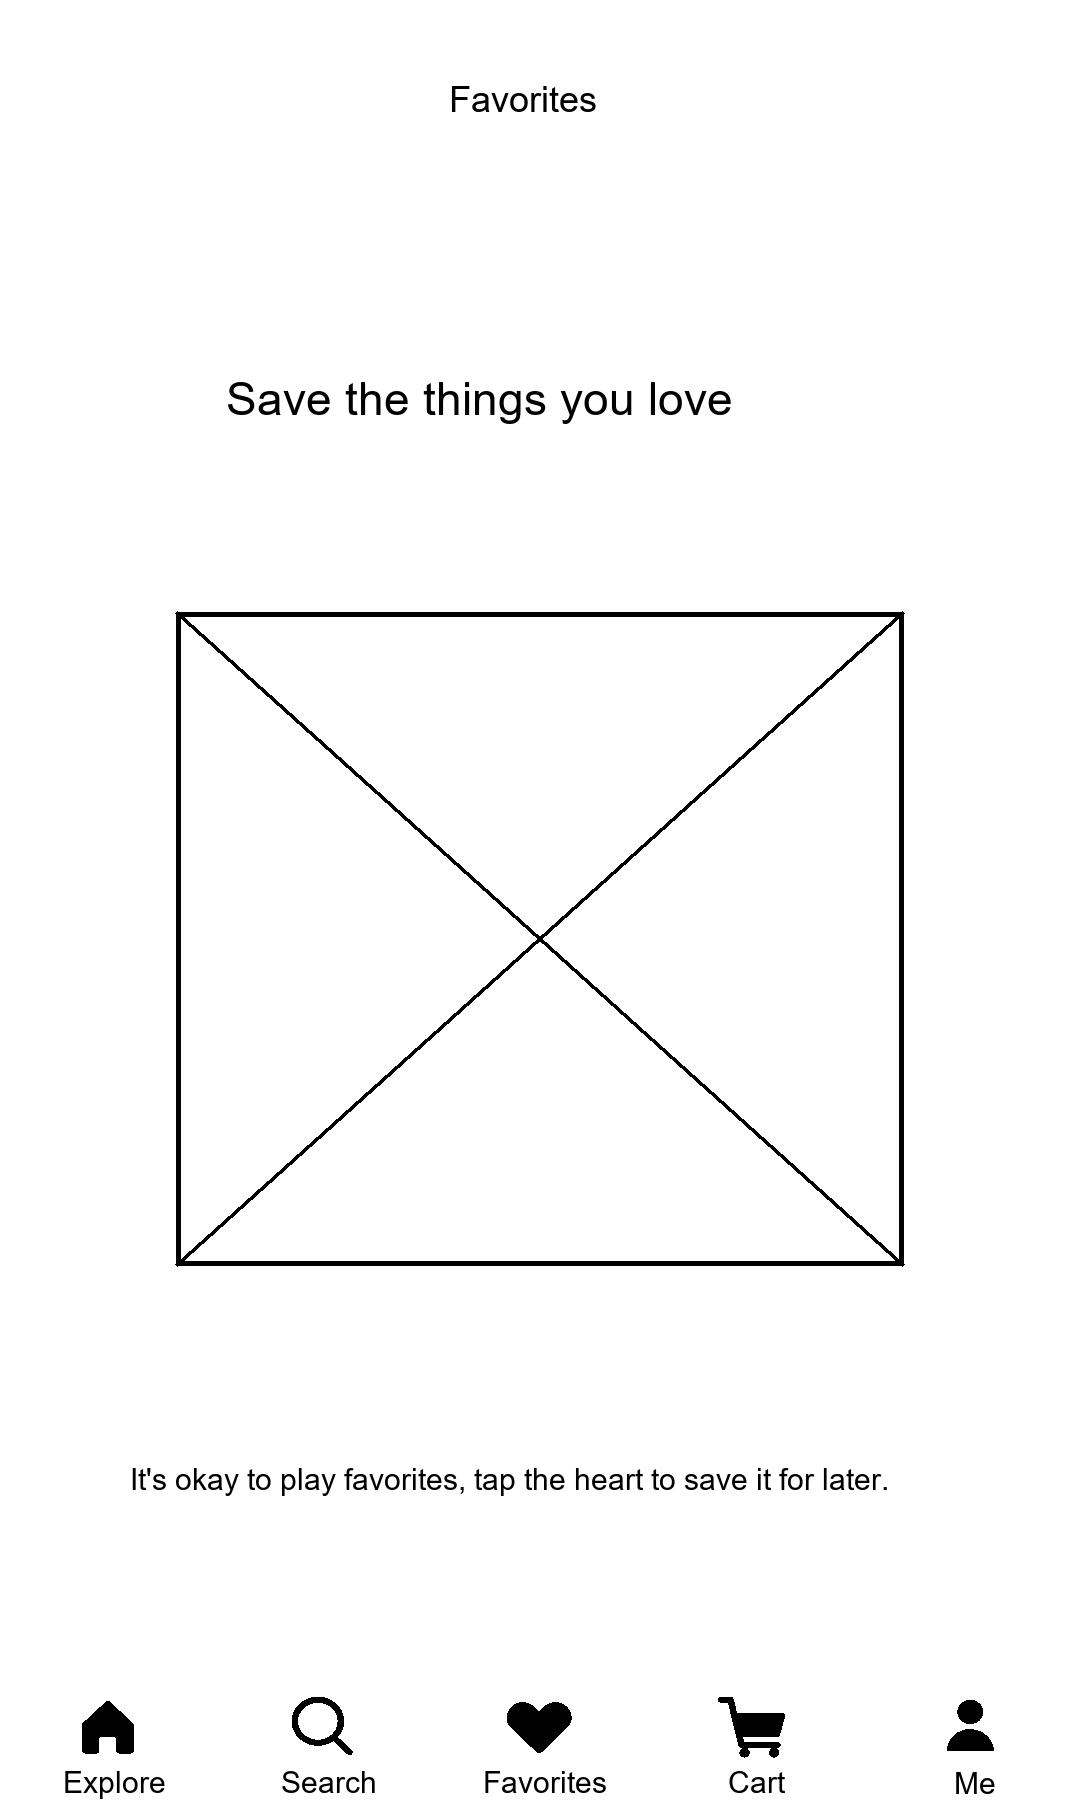 Favorites
Save the things you love
It's okay to play favorites, tap the heart to save it for later.
Explore
Search
Favorites
Cart
Me